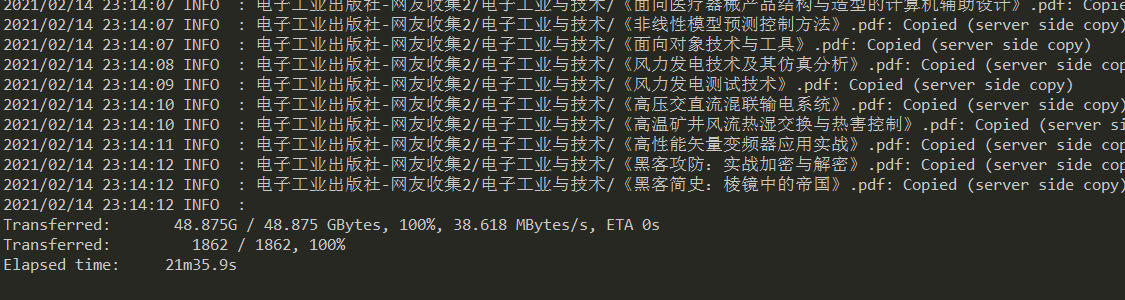 2021/02/14 23:14:07 INFO  : 电子工业出版社-网友收集2/电子工业与技术/《面向医疗器械产品结构与造型的计算机辅助设计》.pdf: Copie
2021/02/14 23:14:07 INFO  : 电子工业出版社-网友收集2/电子工业与技术/《非线性模型预测控制方法》.pdf: Copied (server side copy)
2021/02/14 23:14:07 INFO  : 电子工业出版社-网友收集2/电子工业与技术/《面向对象技术与工具》.pdf: Copied (server side copy)
2021/02/14 23:14:08 INFO  : 电子工业出版社-网友收集2/电子工业与技术/《风力发电技术及其仿真分析》.pdf: Copied (server side cop
2021/02/14 23:14:09 INFO  : 电子工业出版社-网友收集2/电子工业与技术/《风力发电测试技术》.pdf: Copied (server side copy)
2021/02/14 23:14:10 INFO  : 电子工业出版社-网友收集2/电子工业与技术/《高压交直流混联输电系统》.pdf: Copied (server side copy)
2021/02/14 23:14:10 INFO  : 电子工业出版社-网友收集2/电子工业与技术/《高温矿井风流热湿交换与热害控制》.pdf: Copied (server si
2021/02/14 23:14:11 INFO  : 电子工业出版社-网友收集2/电子工业与技术/《高性能矢量变频器应用实战》.pdf: Copied (server side cop
2021/02/14 23:14:12 INFO  : 电子工业出版社-网友收集2/电子工业与技术/《黑客攻防：实战加密与解密》.pdf: Copied (server side cop
2021/02/14 23:14:12 INFO  : 电子工业出版社-网友收集2/电子工业与技术/《黑客简史：棱镜中的帝国》.pdf: Copied (server side copy)
2021/02/14 23:14:12 INFO  :
Transferred:       48.875G / 48.875 GBytes, 100%, 38.618 MBytes/s, ETA 0s
Transferred:         1862 / 1862, 100%
Elapsed time:     21m35.9s